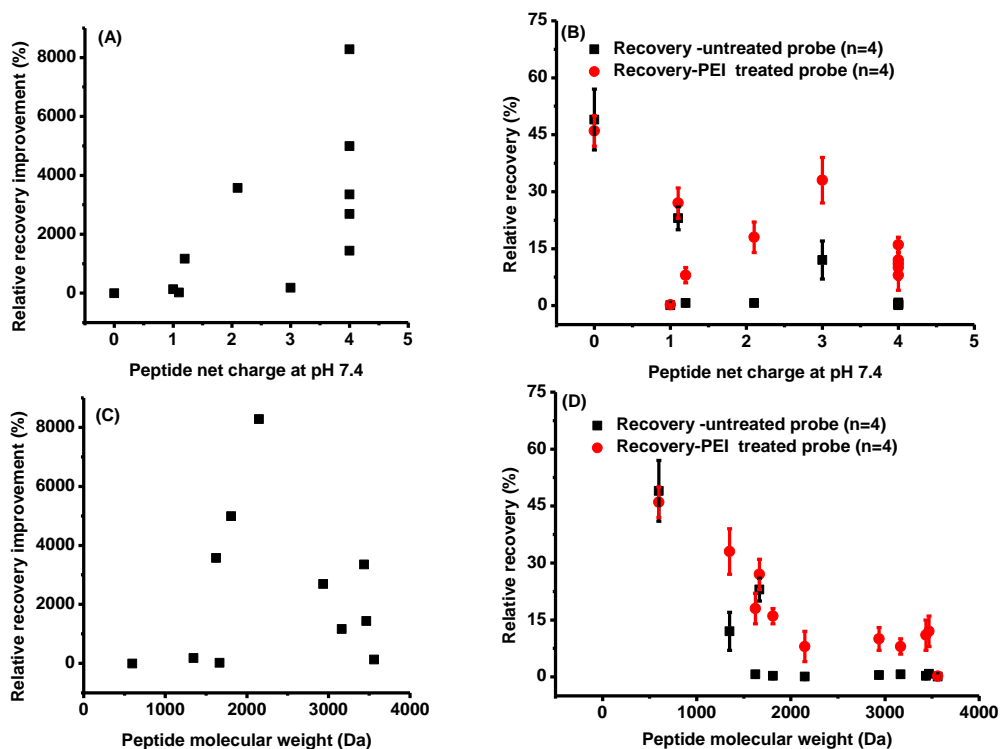 (A)
Relative recovery improvement (%)
8000
6000
4000
2000
0
0 1 2 3 4 5
Peptide net charge at pH 7.4
(B)
Recovery -untreated probe (n=4)
Recovery-PEI treated probe (n=4)
Relative recovery (%)
75
60
45
30
15
0
0 1 2 3 4 5
Peptide net charge at pH 7.4
(C)
Relative recovery improvement (%)
8000
6000
4000
2000
0
0 1000 2000 3000 4000
Peptide molecular weight (Da)
(D)
Recovery -untreated probe (n=4)
Recovery-PEI treated probe (n=4)
Relative recovery (%)
75
60
45
30
15
0
0 1000 2000 3000 4000
Peptide molecular weight (Da)